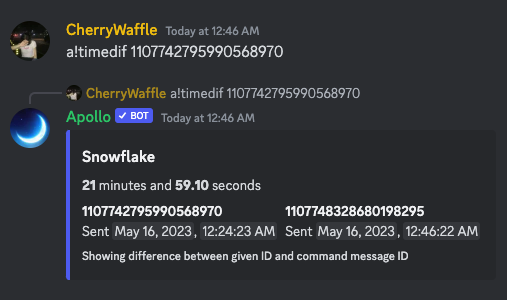 CherryWaffle Today at 12:46 AM
a!timedif 1107742795990568970
CherryWaffle a!timedif 1107742795990568970
Apollo BOT Today at 12:46 AM
Snowflake
21 minutes and 59.10 seconds
1107742795990568970 1107748328680198295
Sent May 16, 2023, 12:24:23 AM Sent May 16, 2023, 12:46:22 AM
Showing difference between given ID and command message ID